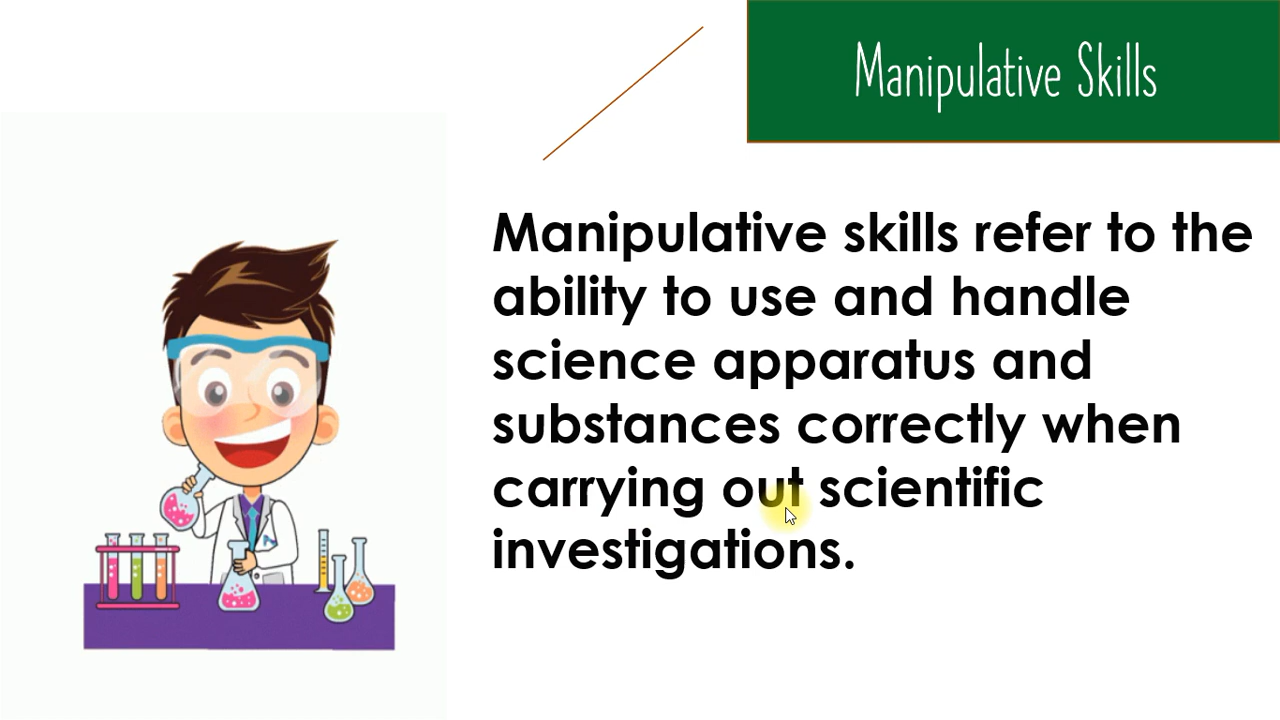 Manipulative Skills
Manipulative skills refer to the
ability to use and handle
science apparatus and
substances correctly when
carrying out scientific
investigations.